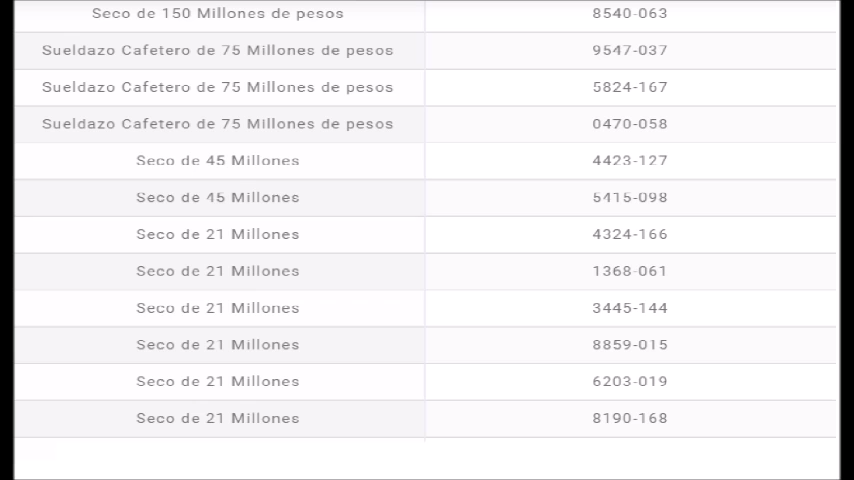 Seco de 150 Millones de pesos 8540-063
Sueldazo Cafetero de 75 Millones de pesos 9547-037
Sueldazo Cafetero de 75 Millones de pesos 5824-167
Sueldazo Cafetero de 75 Millones de pesos 0470-058
Seco de 45 Millones 4423-127
Seco de 45 Millones 5415-098
Seco de 21 Millones 4324-166
Seco de 21 Millones 1368-061
Seco de 21 Millones 3445-144
Seco de 21 Millones 8859-015
Seco de 21 Millones 6203-019
Seco de 21 Millones 8190-168